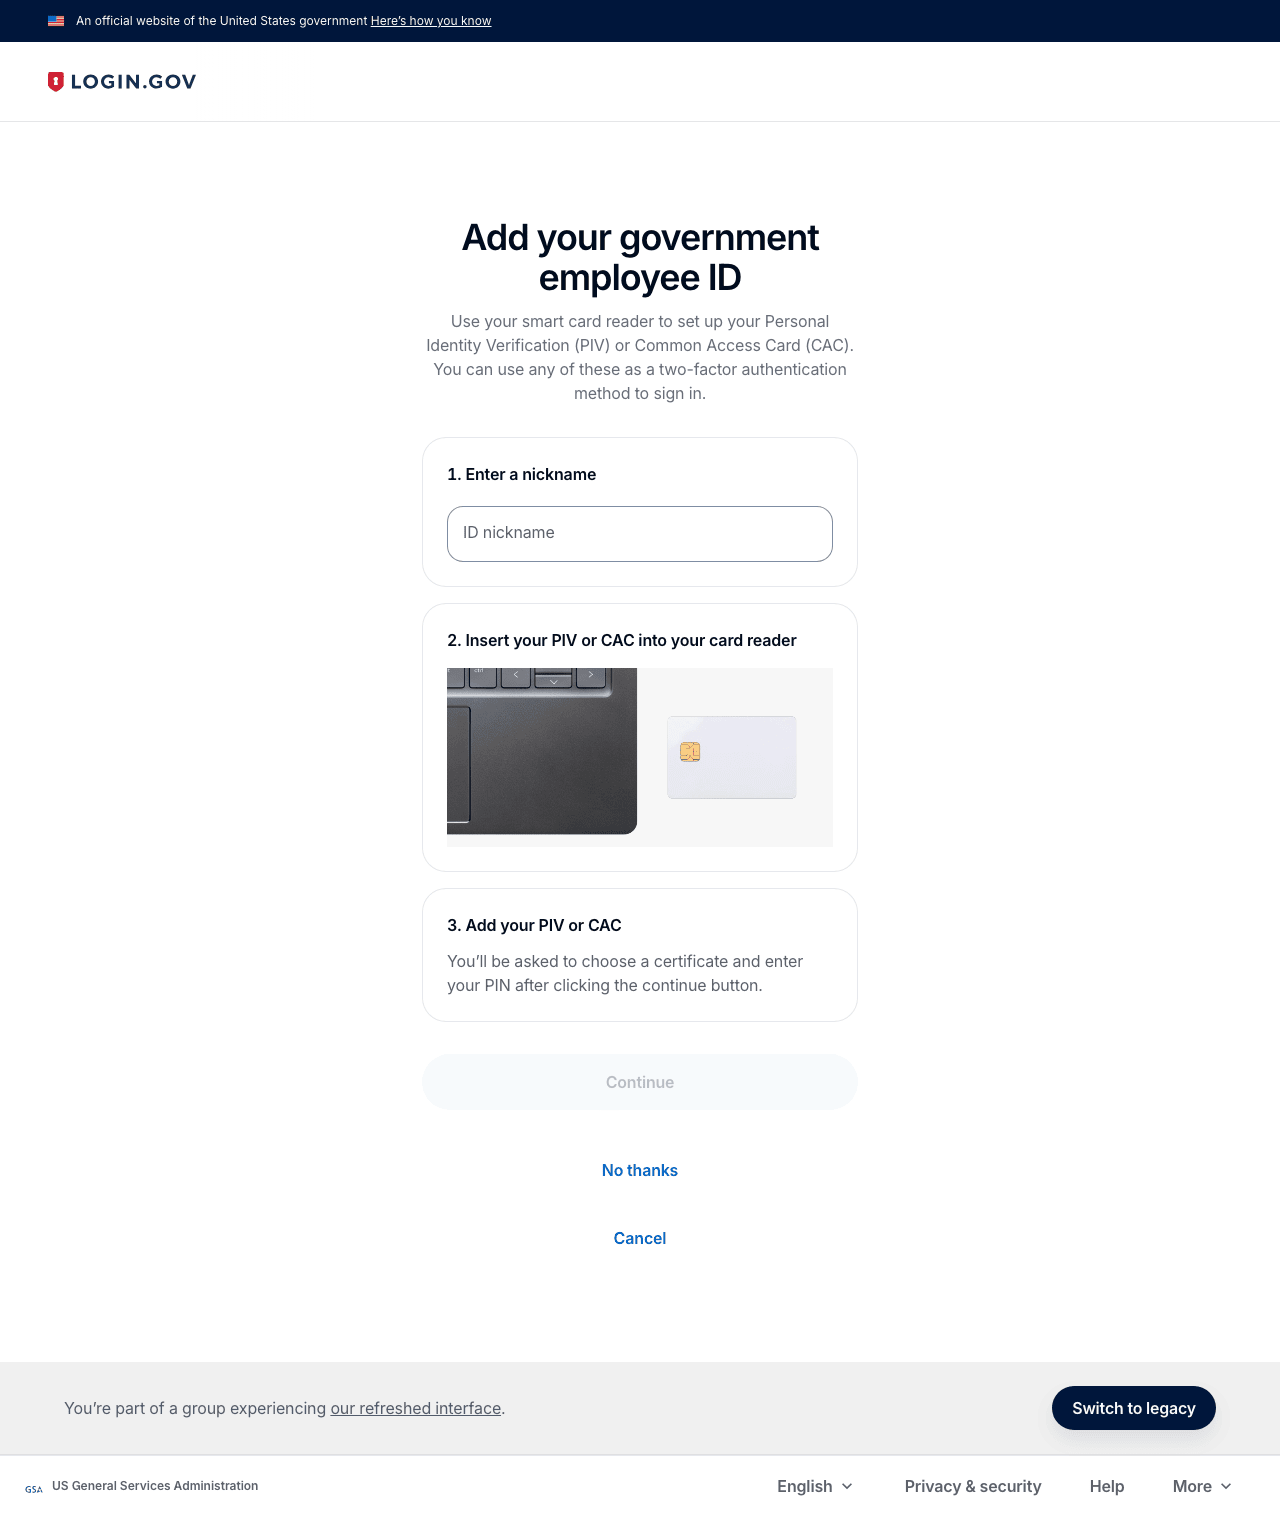 An official website of the United States government Here’s how you know
LOGIN.GOV
Add your government
employee ID
Use your smart card reader to set up your Personal
Identity Verification (PIV) or Common Access Card (CAC).
You can use any of these as a two-factor authentication
method to sign in.
1. Enter a nickname
ID nickname
2. Insert your PIV or CAC into your card reader
3. Add your PIV or CAC
You’ll be asked to choose a certificate and enter
your PIN after clicking the continue button.
Continue
No thanks
Cancel
You’re part of a group experiencing our refreshed interface.
Switch to legacy
GSA US General Services Administration
English
Privacy & security
Help
More